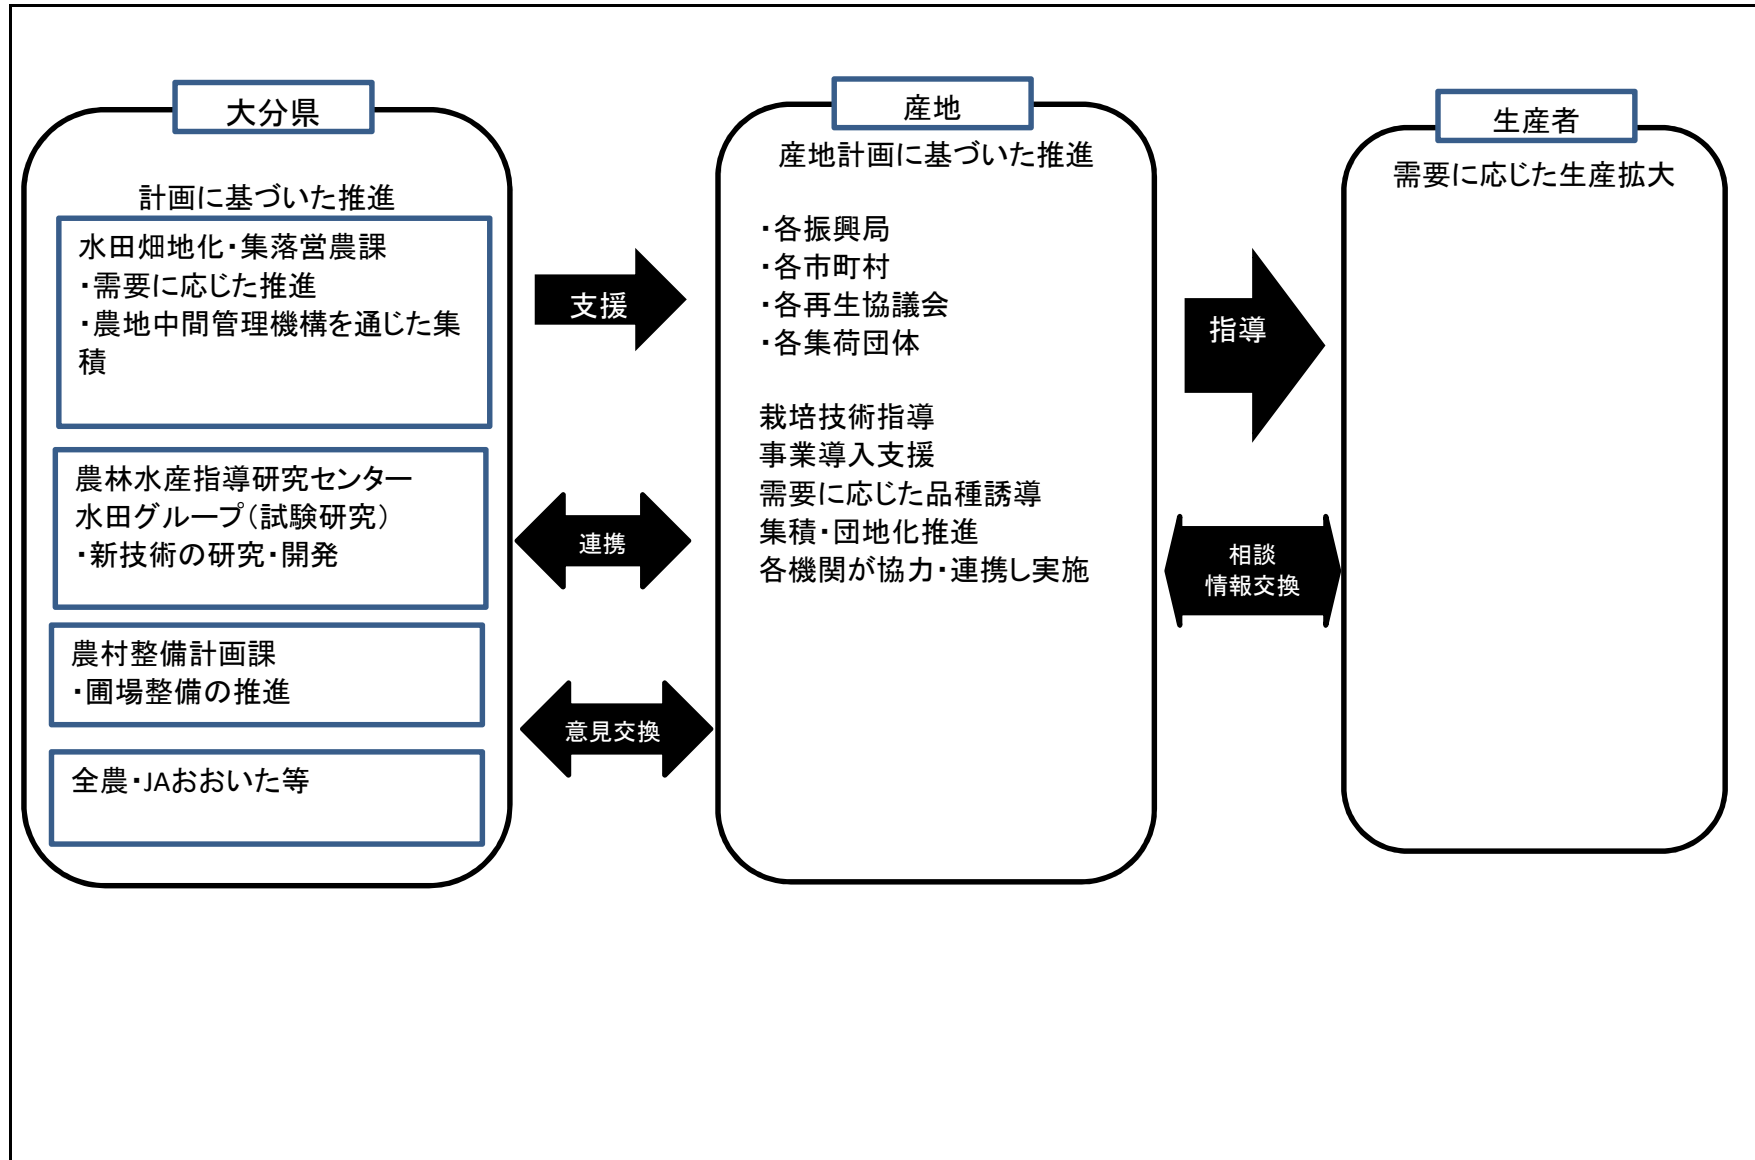 大分県
計画に基づいた推進
水田畑地化・集落営農課
・需要に応じた推進
・農地中間管理機構を通じた集
積
農林水産指導研究センター
水田グループ（試験研究）
・新技術の研究・開発
農村整備計画課
・圃場整備の推進
全農・JAおおいた等
支援
連携
意見交換
産地
産地計画に基づいた推進
・各振興局
・各市町村
・各再生協議会
・各集荷団体
栽培技術指導
事業導入支援
需要に応じた品種誘導
集積・団地化推進
各機関が協力・連携し実施
指導
相談
情報交換
生産者
需要に応じた生産拡大